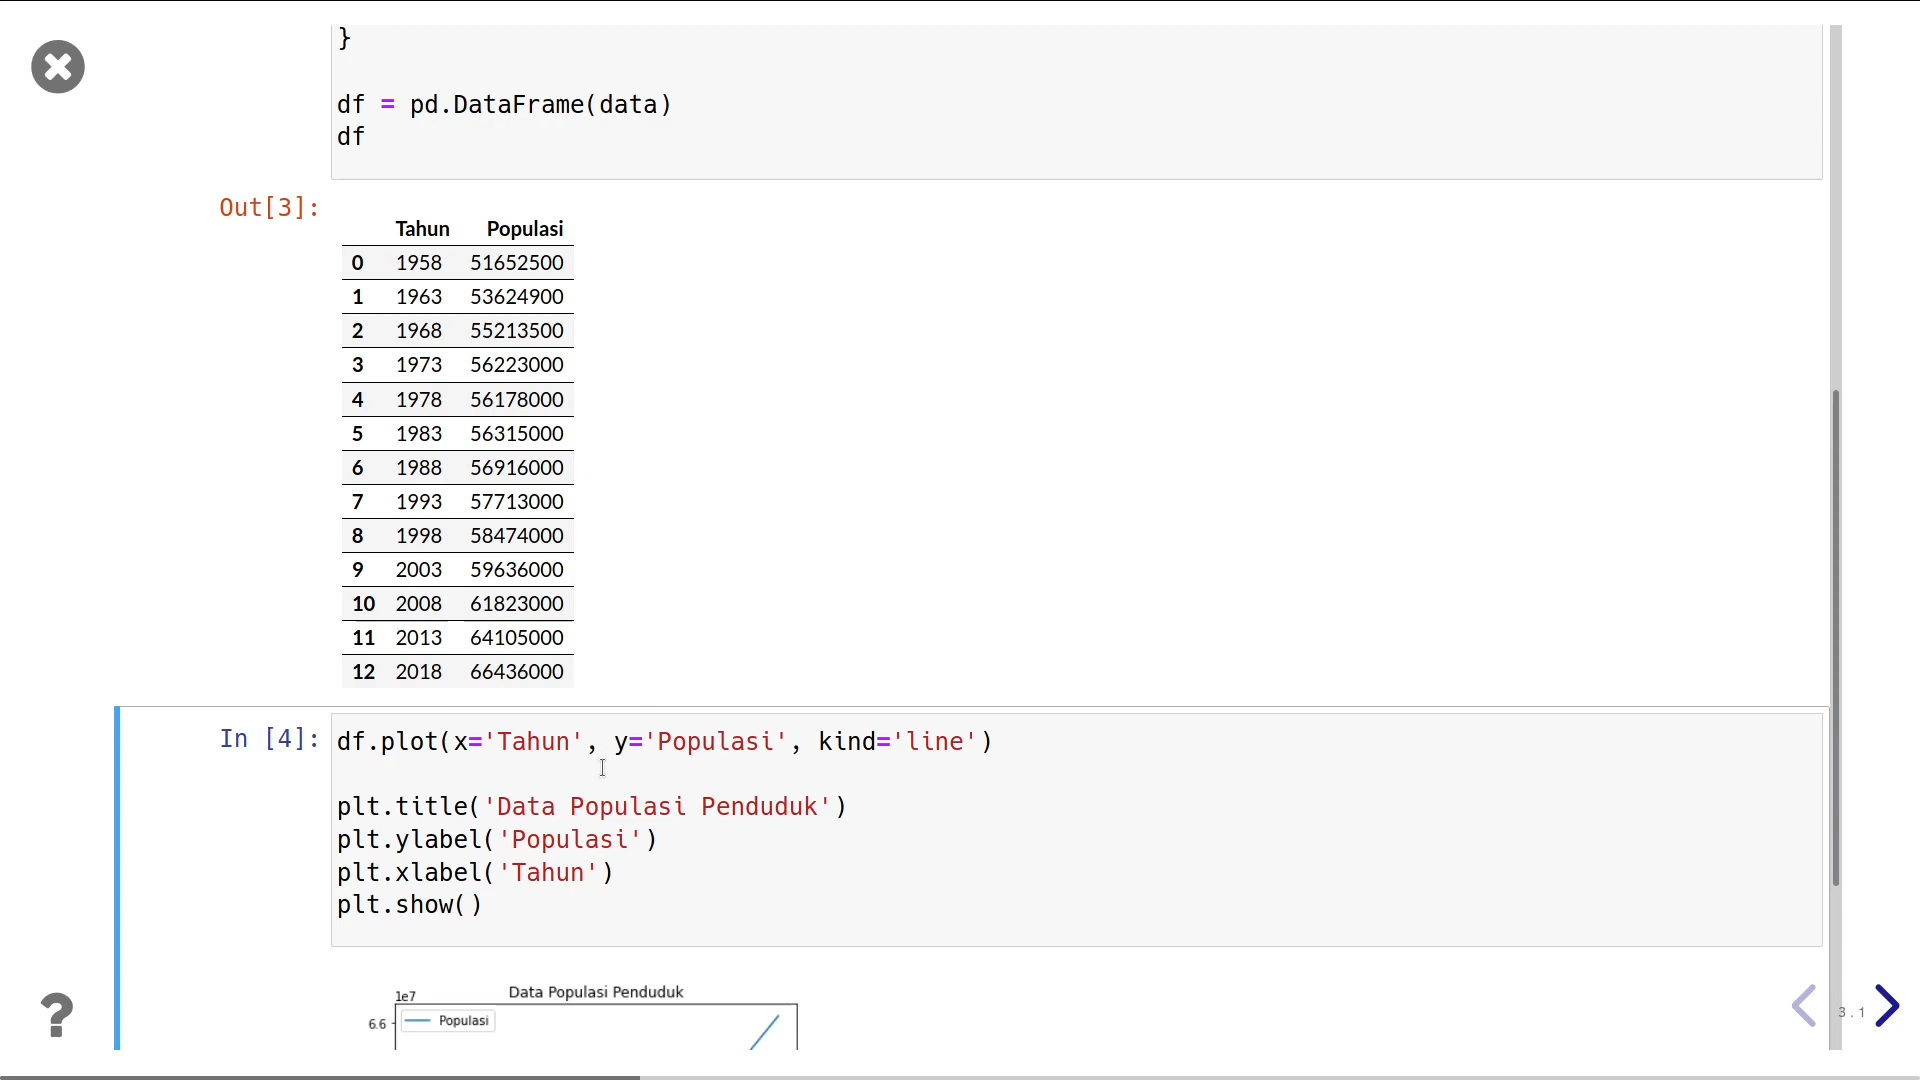 }
df = pd.DataFrame(data)
df
Out[3]:
Tahun Populasi
0 1958 51652500
1 1963 53624900
2 1968 55213500
3 1973 56223000
4 1978 56178000
5 1983 56315000
6 1988 56916000
7 1993 57713000
8 1998 58474000
9 2003 59636000
10 2008 61823000
11 2013 64105000
12 2018 66436000
In [4]: df.plot(x='Tahun', y='Populasi', kind='line')
plt.title('Data Populasi Penduduk')
plt.ylabel('Populasi')
plt.xlabel('Tahun')
plt.show()
1e7 Data Populasi Penduduk
6.6 Populasi
3.1